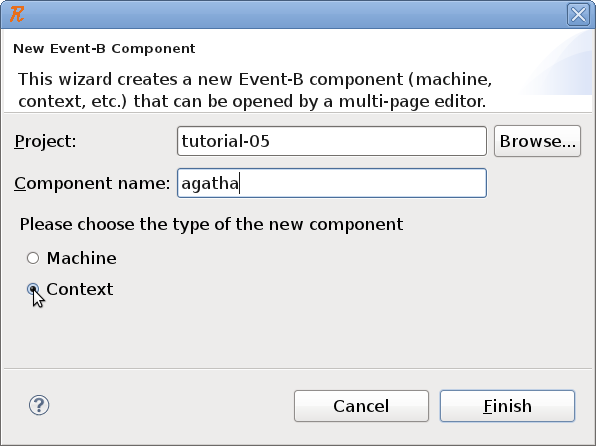 New Event-B Component
This wizard creates a new Event-B component (machine,
context, etc.) that can be opened by a multi-page editor.
Project: tutorial-05 Browse...
Component name: agatha
Please choose the type of the new component
Machine
Context
? Cancel Finish